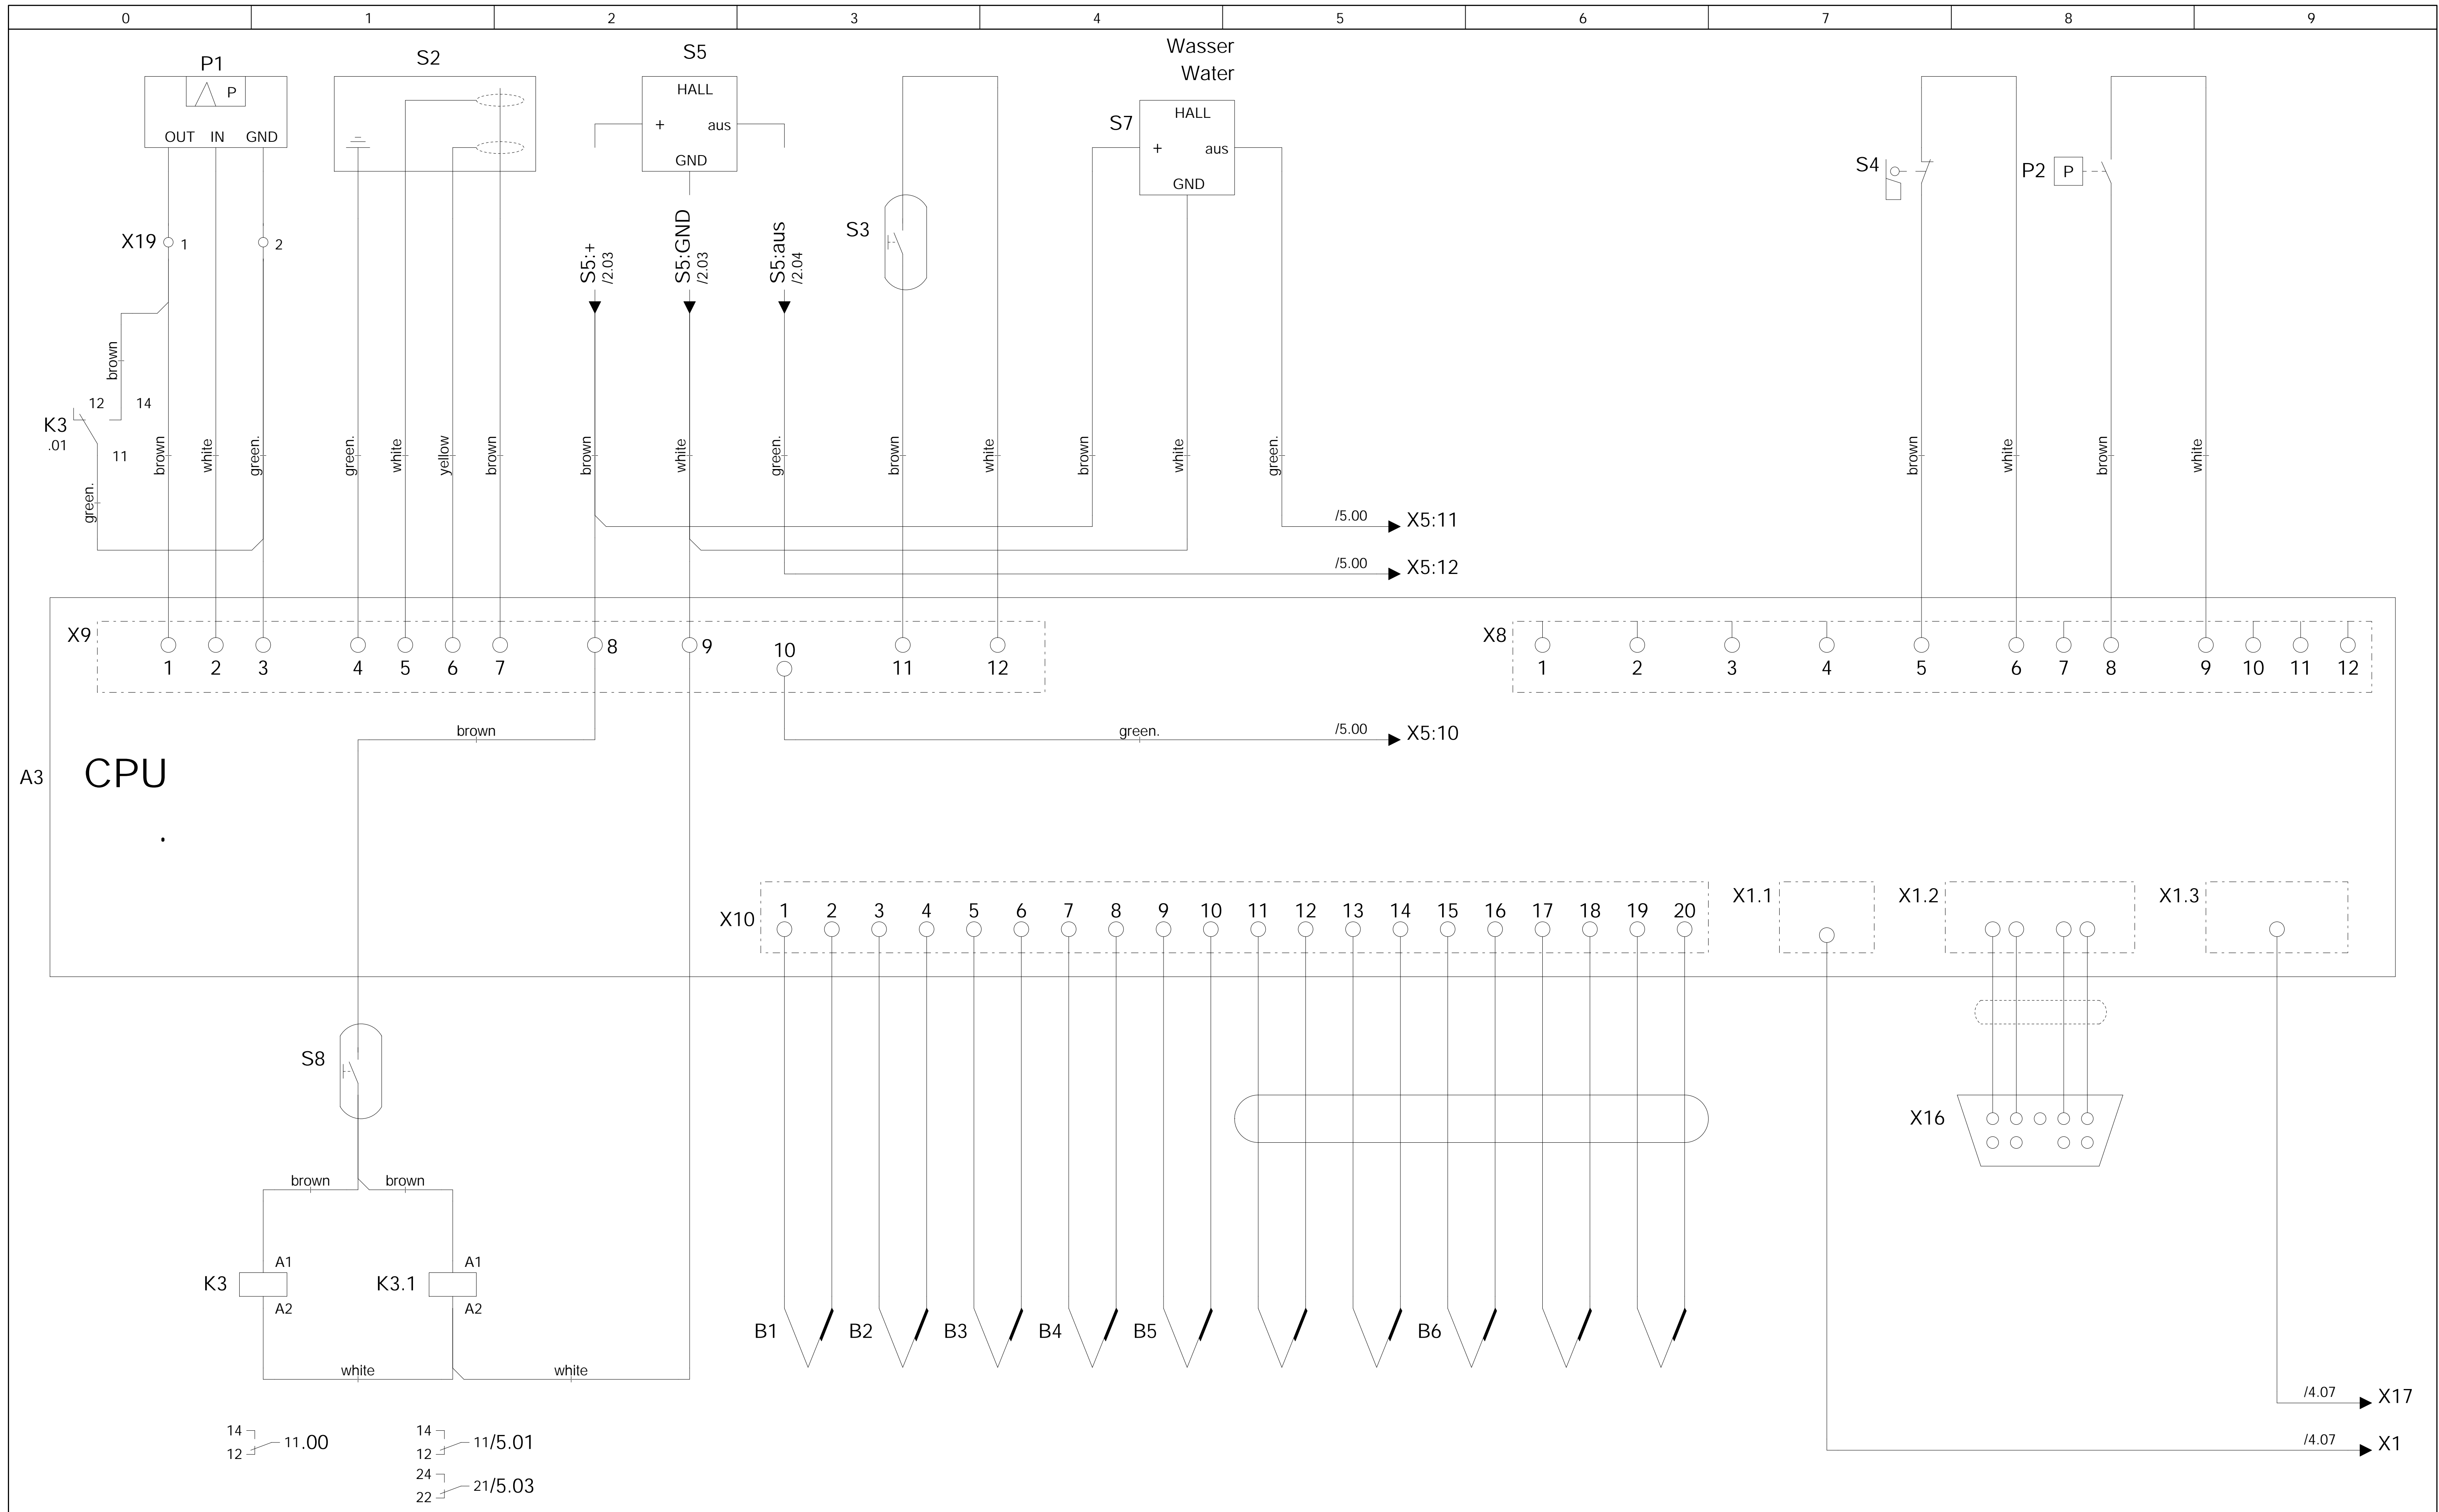 0 1 2 3 4 5 6 7 8 9
P1
P
OUT IN GND
S2
S5
HALL
+ aus
GND
Wasser
Water
S7
HALL
+ aus
GND
S4
P2 P
X19 1 2
S5:+
/2.03
S5:GND
/2.03
S5:aus
/2.04
S3
brown
12 14
K3
.01
11
green.
brown
white
green.
green.
white
yellow
brown
brown
white
green.
brown
white
brown
white
green.
brown
white
brown
white
/5.00 X5:11
/5.00 X5:12
X9
1 2 3 4 5 6 7 8 9 10 11 12
X8
1 2 3 4 5 6 7 8 9 10 11 12
brown
green.
/5.00 X5:10
A3
CPU
.
X10
1 2 3 4 5 6 7 8 9 10 11 12 13 14 15 16 17 18 19 20
X1.1
X1.2
X1.3
S8
X16
brown brown
K3
A1
A2
K3.1
A1
A2
B1 B2 B3 B4 B5 B6
white white
/4.07 X17
/4.07 X1
14
12
11.00
14
12
11/5.01
24
22
21/5.03